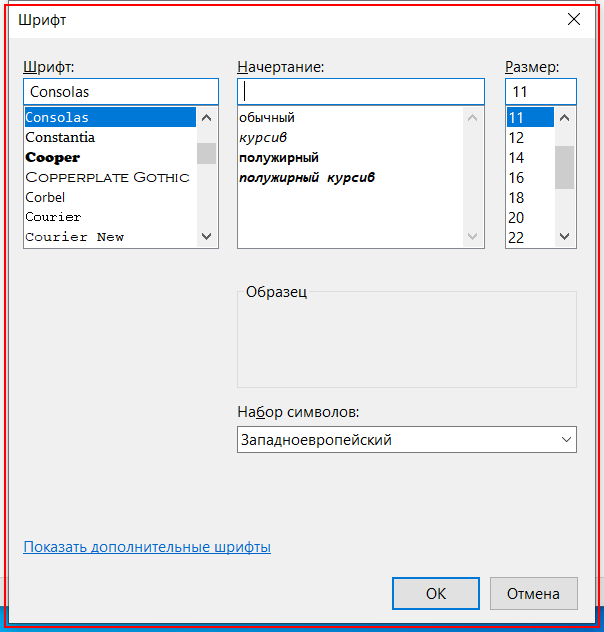 Шрифт
Шрифт: Начертание: Размер:
Consolas 11
Consolas обычный 11
Constantia курсив 12
Cooper полужирный 14
Copperplate Gothic полужирный курсив 16
Corbel 18
Courier 20
Courier New 22
Образец
Набор символов:
Западноевропейский
Показать дополнительные шрифты
OK Отмена